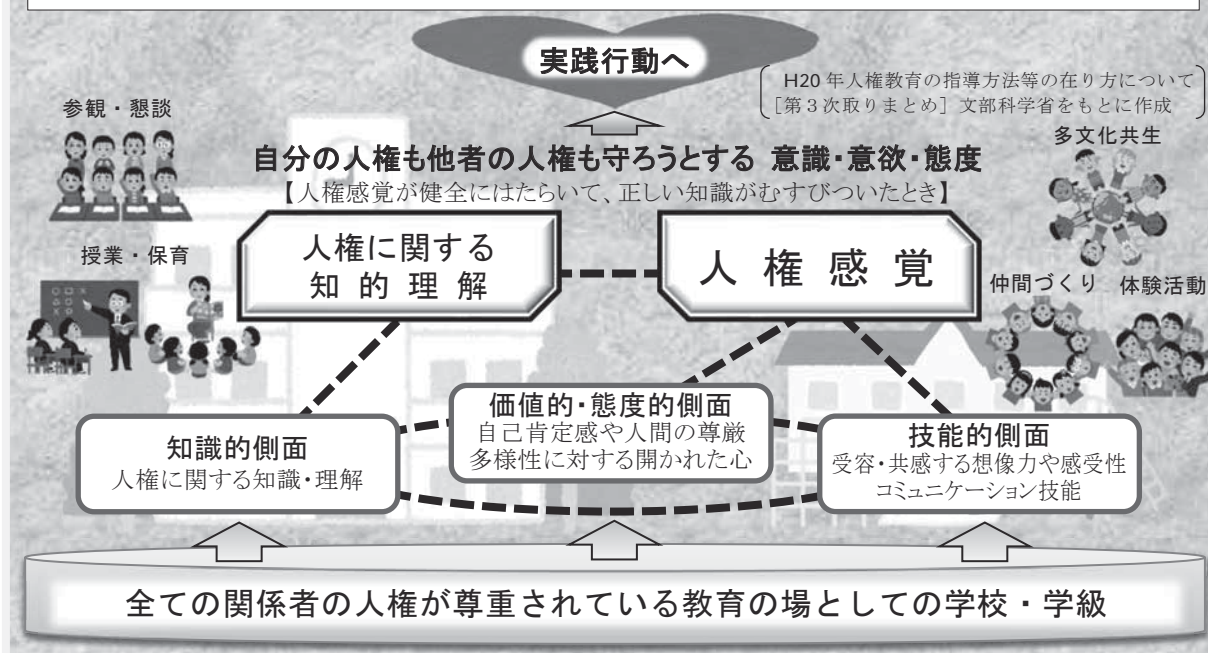 実践行動へ
H20年人権教育の指導方法等の在り方について
[第3次取りまとめ]文部科学省をもとに作成
参観・懇談
多文化共生
自分の人権も他者の人権も守ろうとする 意識・意欲・態度
【人権感覚が健全にはたらいて、正しい知識がむすびついたとき】
授業・保育
人権に関する
知的理解
人権感覚
仲間づくり
体験活動
知識的側面
人権に関する知識・理解
価値的・態度的側面
自己肯定感や人間の尊厳
多様性に対する開かれた心
技能的側面
受容・共感する想像力や感受性
コミュニケーション技能
全ての関係者の人権が尊重されている教育の場としての学校・学級